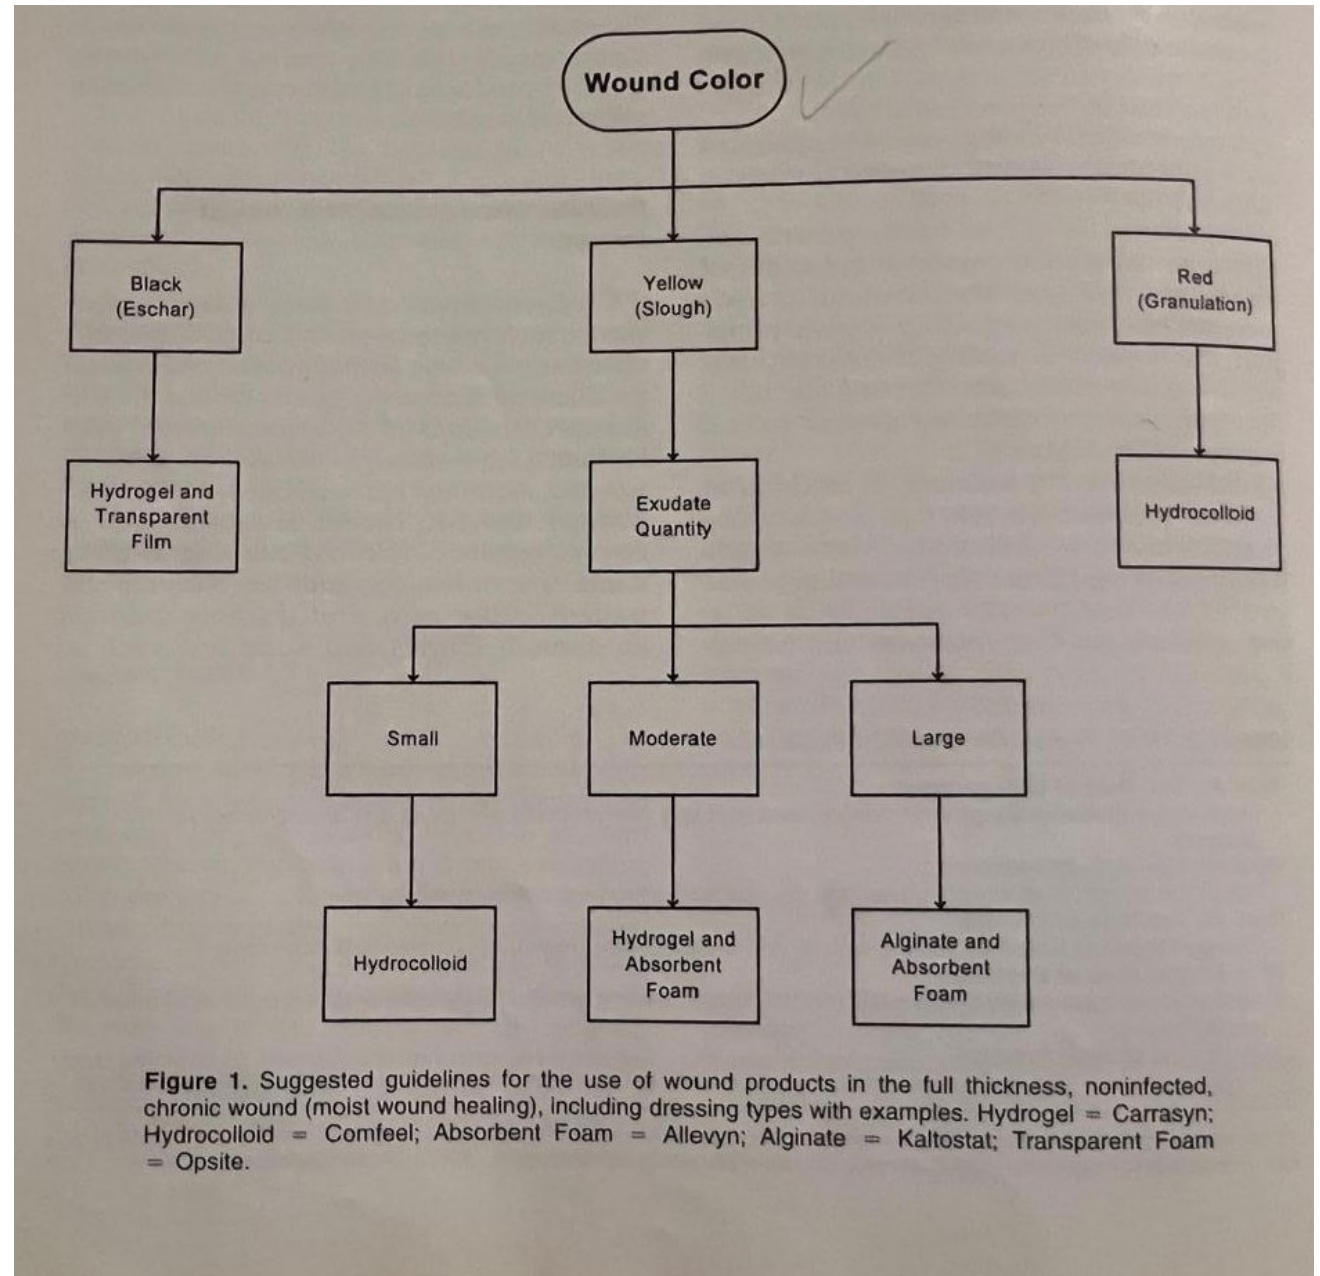 Wound Color
Black
(Eschar)
Yellow
(Slough)
Red
(Granulation)
Hydrogel and
Transparent
Film
Exudate
Quantity
Hydrocolloid
Small
Moderate
Large
Hydrocolloid
Hydrogel and
Absorbent
Foam
Alginate and
Absorbent
Foam
Figure 1. Suggested guidelines for the use of wound products in the full thickness, noninfected,
chronic wound (moist wound healing), including dressing types with examples. Hydrogel = Carrasyn;
Hydrocolloid = Comfeel; Absorbent Foam = Allevyn; Alginate = Kaltostat; Transparent Foam
= Opsite.